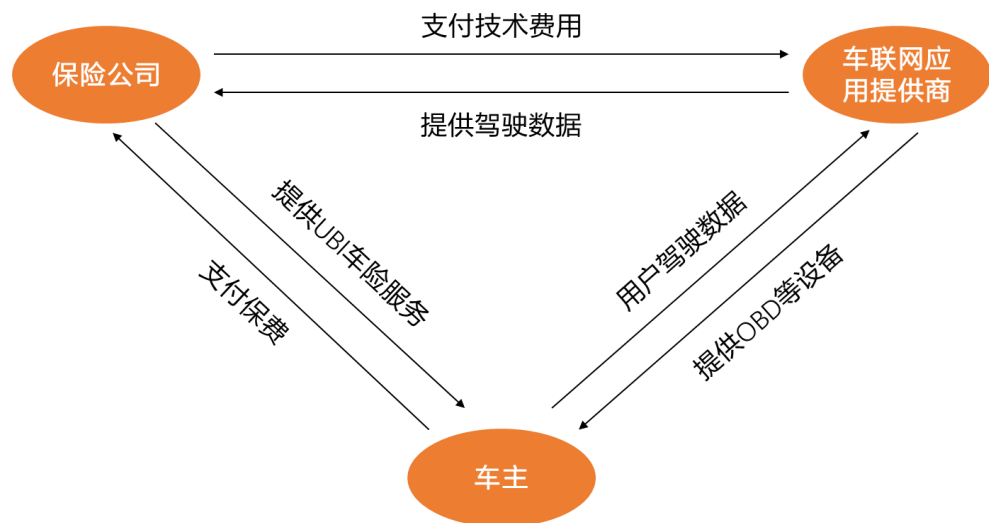 支付技术费用
保险公司
车联网应
用提供商
提供驾驶数据
提供UBI车险服务
用户驾驶数据
支付保费
提供OBD等设备
车主